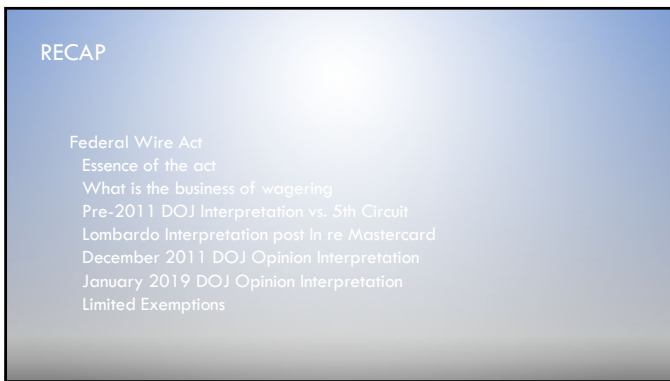 RECAP
Federal Wire Act
Essence of the act
What is the business of wagering
Pre-2011 DOJ Interpretation vs. 5th Circuit
Lombardo Interpretation post In re Mastercard
December 2011 DOJ Opinion Interpretation
January 2019 DOJ Opinion Interpretation
Limited Exemptions